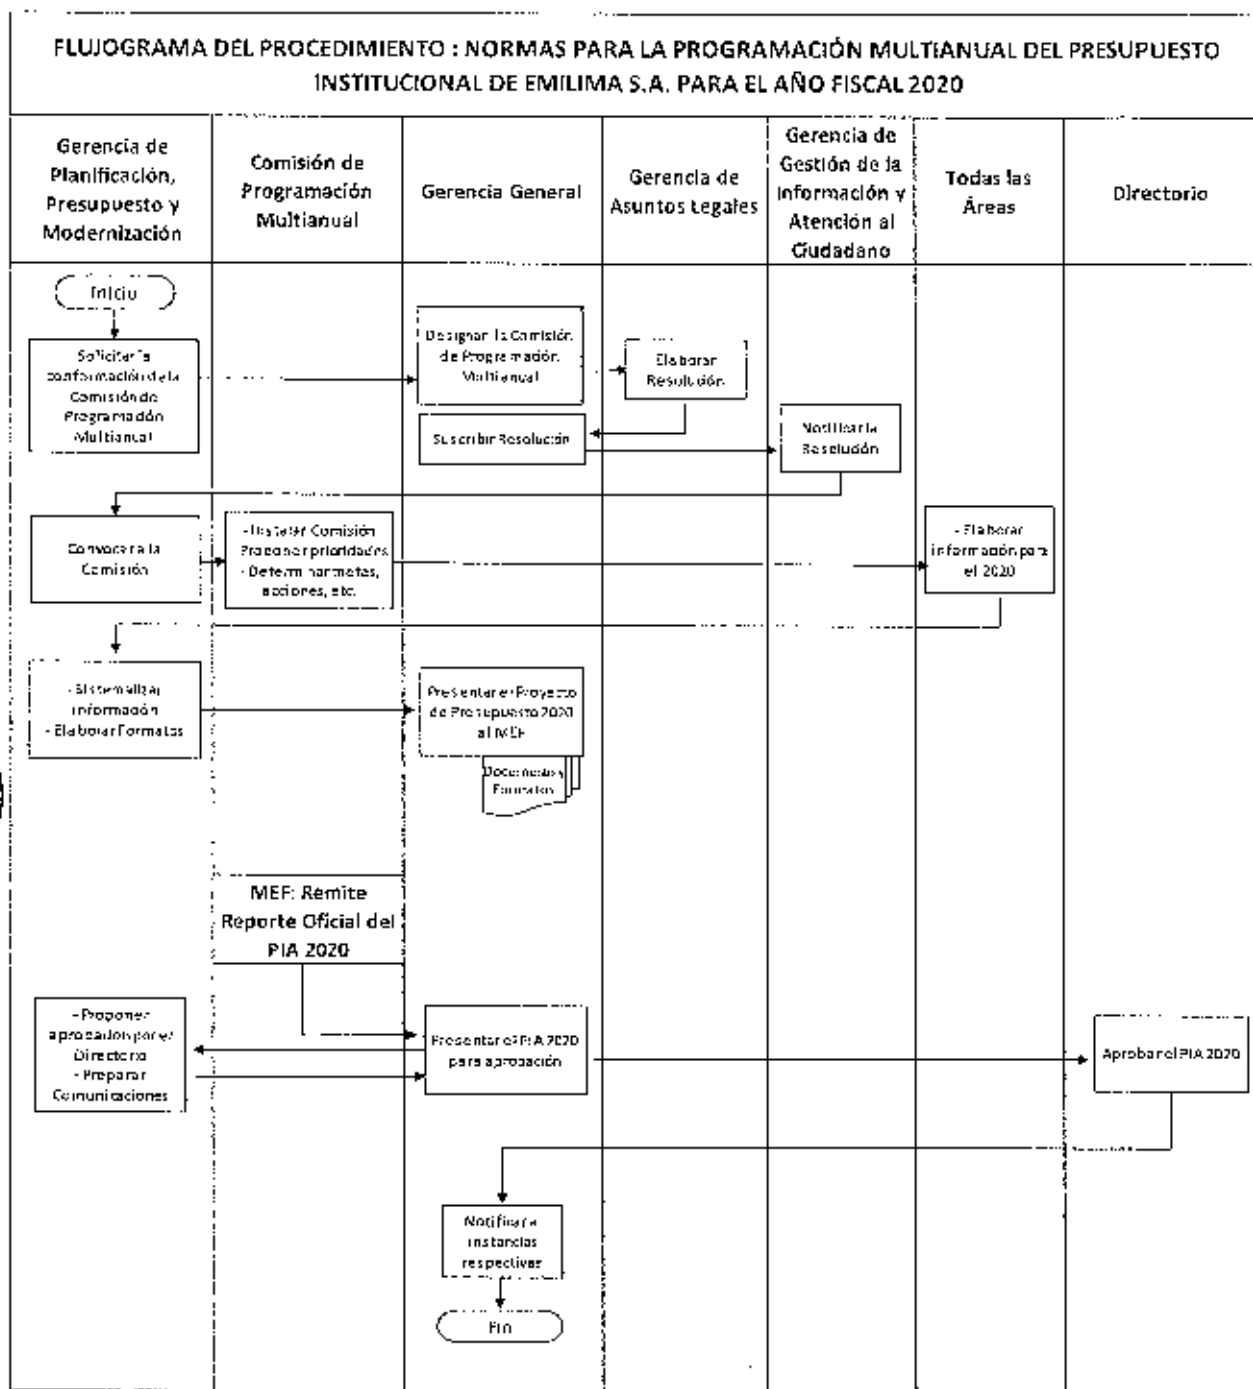 FLUJOGRAMA DEL PROCEDIMIENTO : NORMAS PARA LA PROGRAMACIÓN MULTIANUAL DEL PRESUPUESTO
INSTITUCIONAL DE EMILIMA S.A. PARA EL AÑO FISCAL 2020
Gerencia de
Planificación,
Presupuesto y
Modernización
Comisión de
Programación
Multianual
Gerencia General
Gerencia de
Asuntos Legales
Gerencia de
Gestión de la
Información y
Atención al
Ciudadano
Todas las
Áreas
Directorio
Inicio
Solicitar la
conformación de la
Comisión de
Programación
Multianual
Designar la Comisión
de Programación
Multianual
Elaborar
Resolución
Suscribir Resolución
Notificar la
Resolución
Convocar a la
Comisión
- Instalar Comisión
Proponer prioridades
- Determinar metas,
acciones, etc.
- Elaborar
información para
el 2020
- Sistemalizar
información
- Elaborar Formatos
Presentar el Proyecto
de Presupuesto 2020
al MEF
Documentos y
Formatos
MEF: Remite
Reporte Oficial del
PIA 2020
- Proponer
aprobación por el
Directorio
- Preparar
Comunicaciones
Presentar el PIA 2020
para aprobación
Aprobar el PIA 2020
Notificar a
instancias
respectivas
Fin